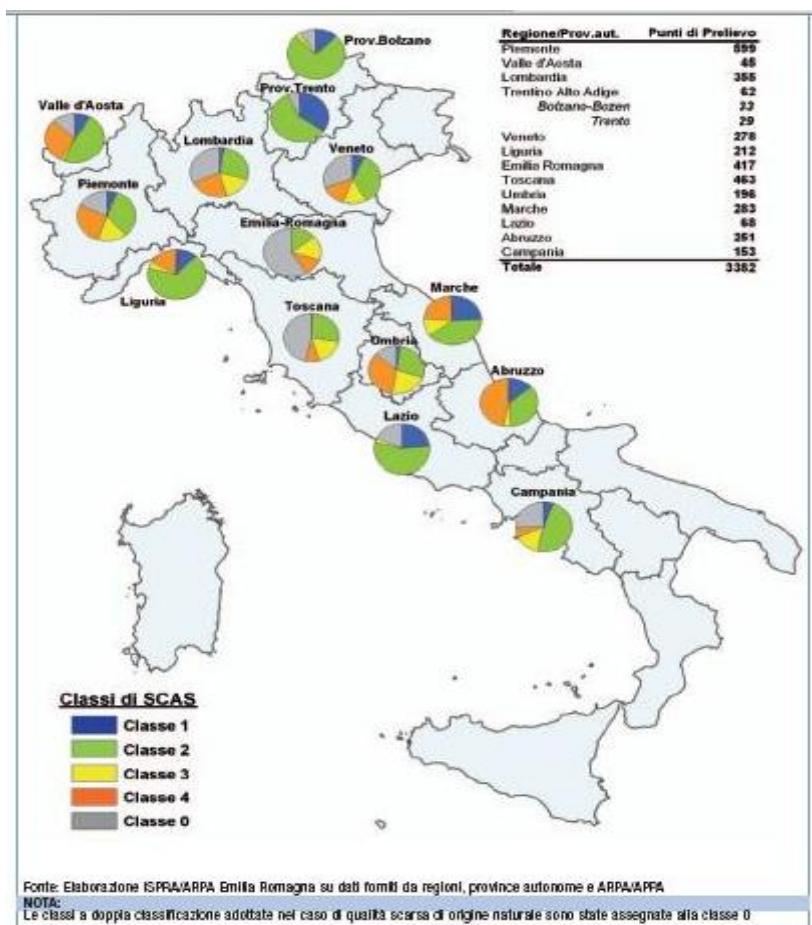 Prov.Bolzano
Prov.Trento
Valle d'Aosta
Lombardia
Veneto
Piemonte
Emilia-Romagna
Liguria
Toscana
Marche
Umbria
Abruzzo
Lazio
Campania
Regione/Prov.aut. Punti di Prelievo
Piemonte 599
Valle d'Aosta 45
Lombardia 355
Trentino Alto Adige 62
Bolzano-Bozen 33
Trento 29
Veneto 278
Liguria 212
Emilia Romagna 417
Toscana 463
Umbria 196
Marche 283
Lazio 68
Abruzzo 251
Campania 153
Totale 3382
Classi di SCAS
Classe 1
Classe 2
Classe 3
Classe 4
Classe 0
Fonte: Elaborazione ISPRA/ARPA Emilia Romagna su dati forniti da regioni, province autonome e ARPA/APPA
NOTA:
Le classi a doppia classificazione adottate nel caso di qualità scarsa di origine naturale sono state assegnate alla classe 0